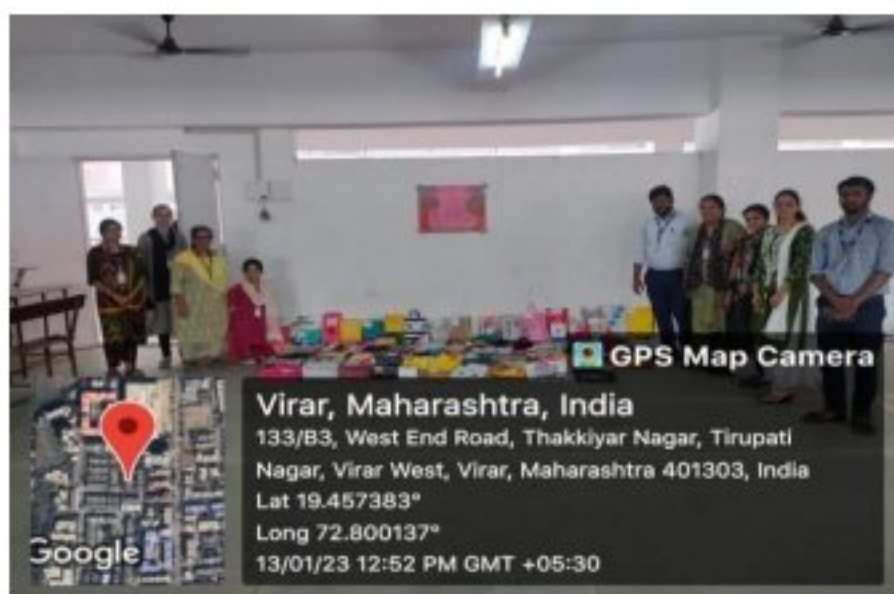 GPS Map Camera
Virar, Maharashtra, India
133/B3, West End Road, Thakkiyar Nagar, Tirupati
Nagar, Virar West, Virar, Maharashtra 401303, India
Lat 19.457383°
Long 72.800137°
13/01/23 12:52 PM GMT +05:30
Google